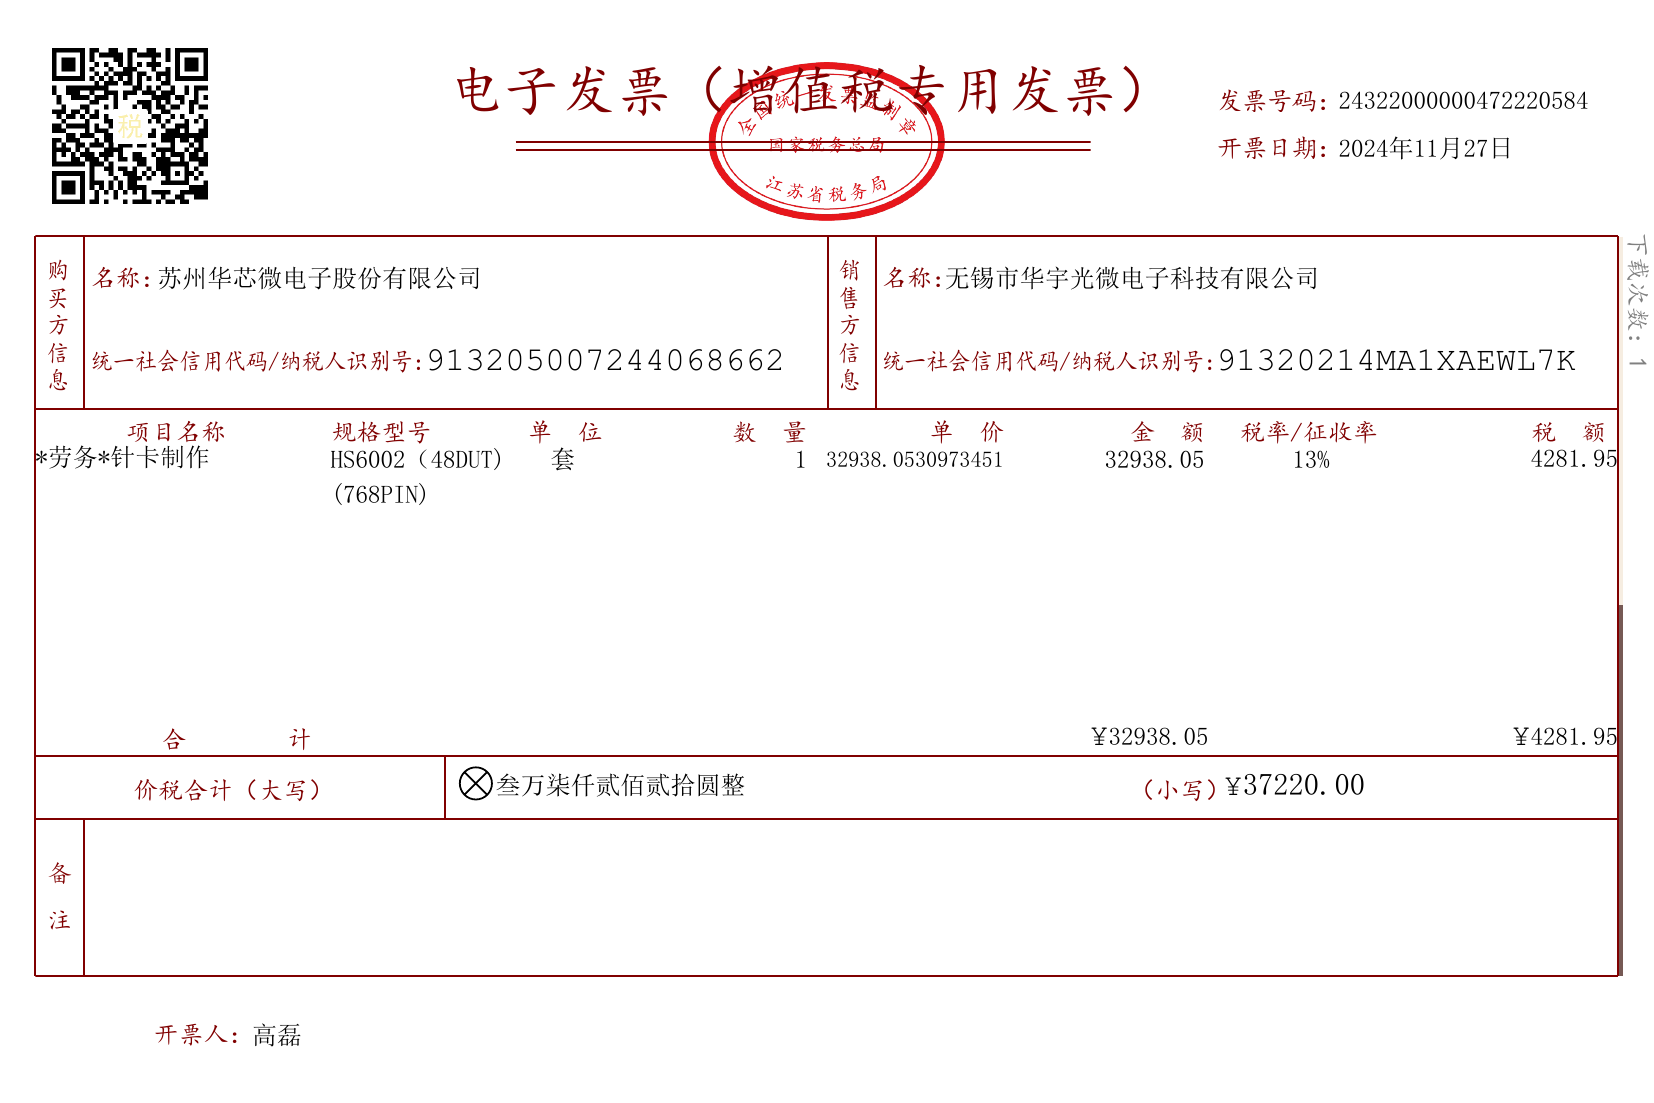 电子发票（增值税专用发票）
全国统一发票监制章
国家税务总局
江苏省税务局
税
发票号码：24322000000472220584
开票日期：2024年11月27日
下载次数：1
购买方信息
名称：苏州华芯微电子股份有限公司
统一社会信用代码/纳税人识别号：913205007244068662
销售方信息
名称：无锡市华宇光微电子科技有限公司
统一社会信用代码/纳税人识别号：91320214MA1XAEWL7K
项目名称 规格型号 单位 数量 单价 金额 税率/征收率 税额
*劳务*针卡制作 HS6002（48DUT) 套 1 32938.0530973451 32938.05 13% 4281.95
(768PIN)
合计 ¥32938.05 ¥4281.95
价税合计（大写） ⊗叁万柒仟贰佰贰拾圆整 （小写）¥37220.00
备注
开票人：高磊